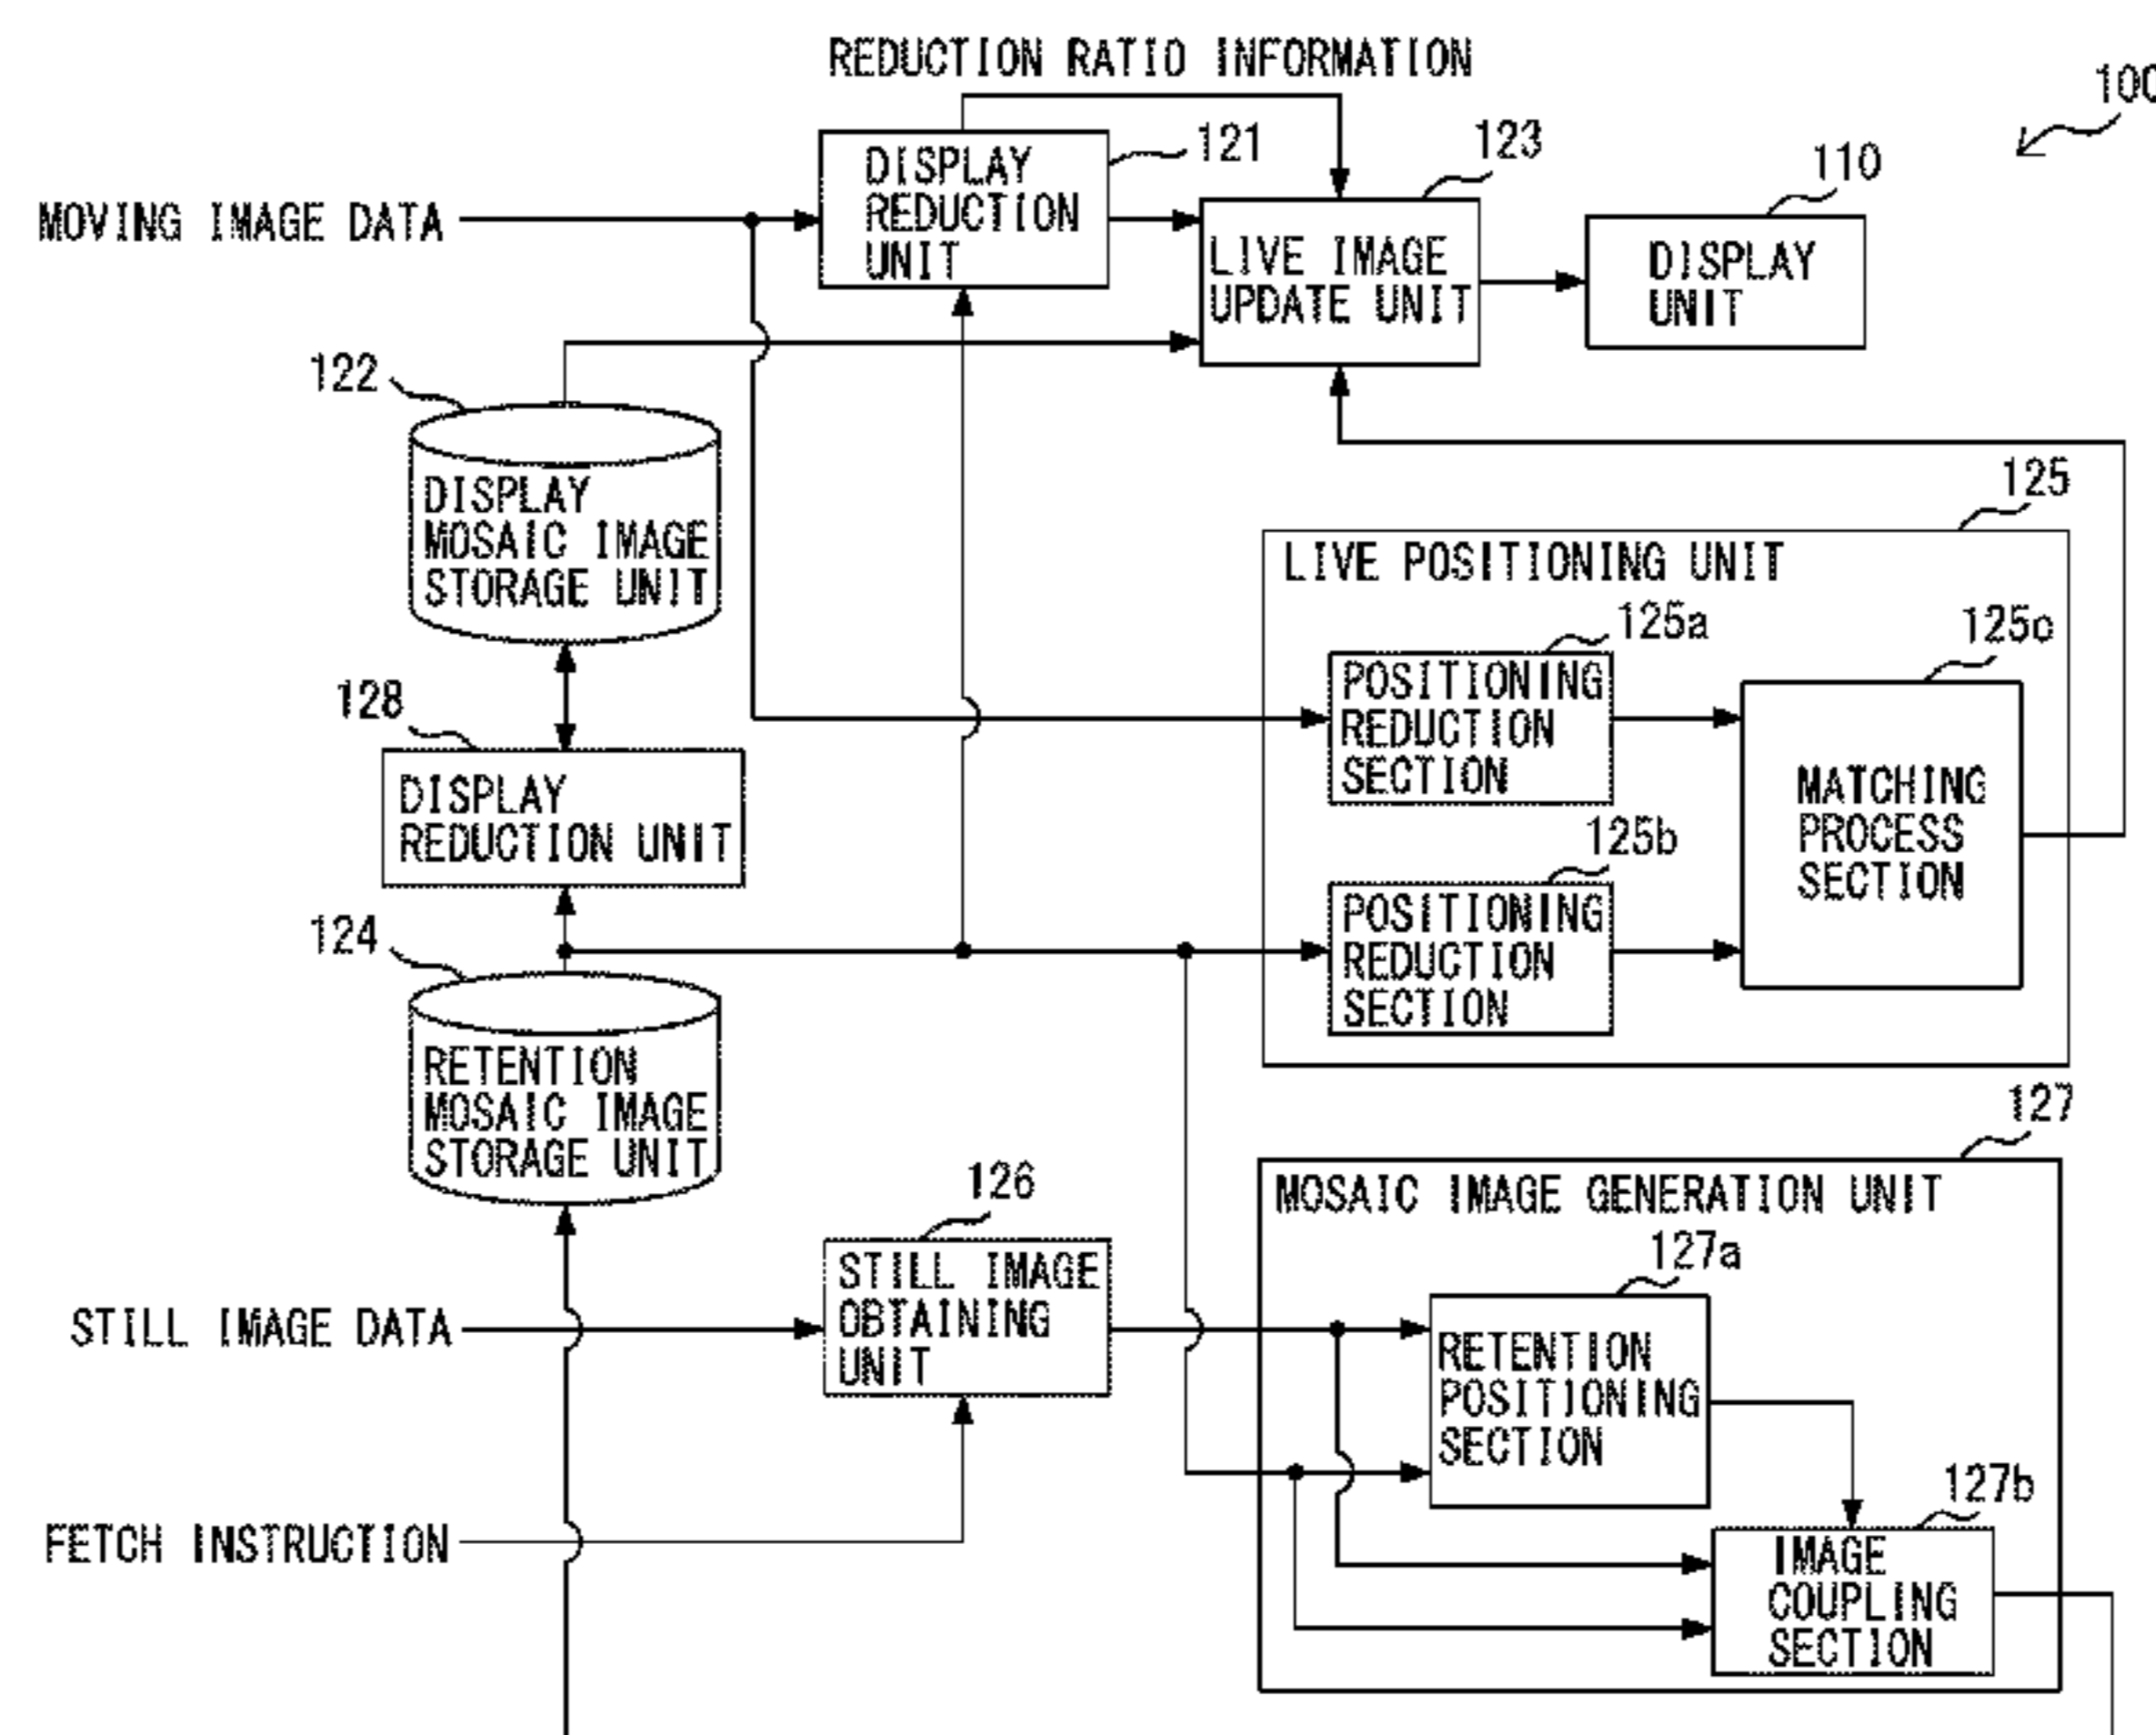 REDUCTION RATIO INFORMATION
100
121
123
110
DISPLAY
REDUCTION
UNIT
MOVING IMAGE DATA
LIVE IMAGE
UPDATE UNIT
DISPLAY
UNIT
122
DISPLAY
MOSAIC IMAGE
STORAGE UNIT
125
LIVE POSITIONING UNIT
125a
125c
POSITIONING
REDUCTION
SECTION
128
DISPLAY
REDUCTION UNIT
MATCHING
PROCESS
SECTION
125b
POSITIONING
REDUCTION
SECTION
124
RETENTION
MOSAIC IMAGE
STORAGE UNIT
127
MOSAIC IMAGE GENERATION UNIT
126
127a
STILL IMAGE DATA
STILL IMAGE
OBTAINING
UNIT
RETENTION
POSITIONING
SECTION
127b
FETCH INSTRUCTION
IMAGE
COUPLING
SECTION